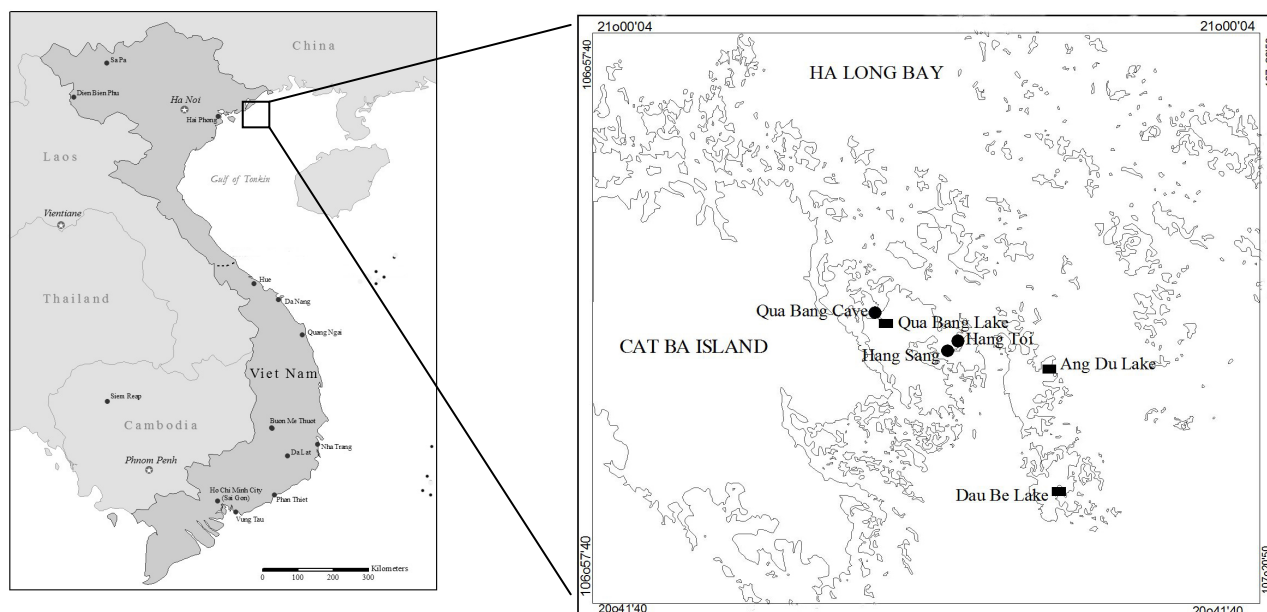 China
Sa Pa
Dien Bien Phu
Ha Noi
Hai Phong
Laos
Gulf of Tonkin
Vientiane
Hue
Da Nang
Thailand
Quang Ngai
Viet Nam
Siem Reap
Cambodia
Buon Me Thuot
Nha Trang
Da Lat
Phnom Penh
Ho Chi Minh City
(Sai Gon)
Phan Thiet
Vung Tau
Kilometers
0 100 200 300
21o00'04
21o00'04
106o57'40
HA LONG BAY
Qua Bang Cave
Qua Bang Lake
Hang Toi
CAT BA ISLAND
Hang Sang
Ang Du Lake
Dau Be Lake
106o57'40
107o20'50
20o41'40
20o41'40